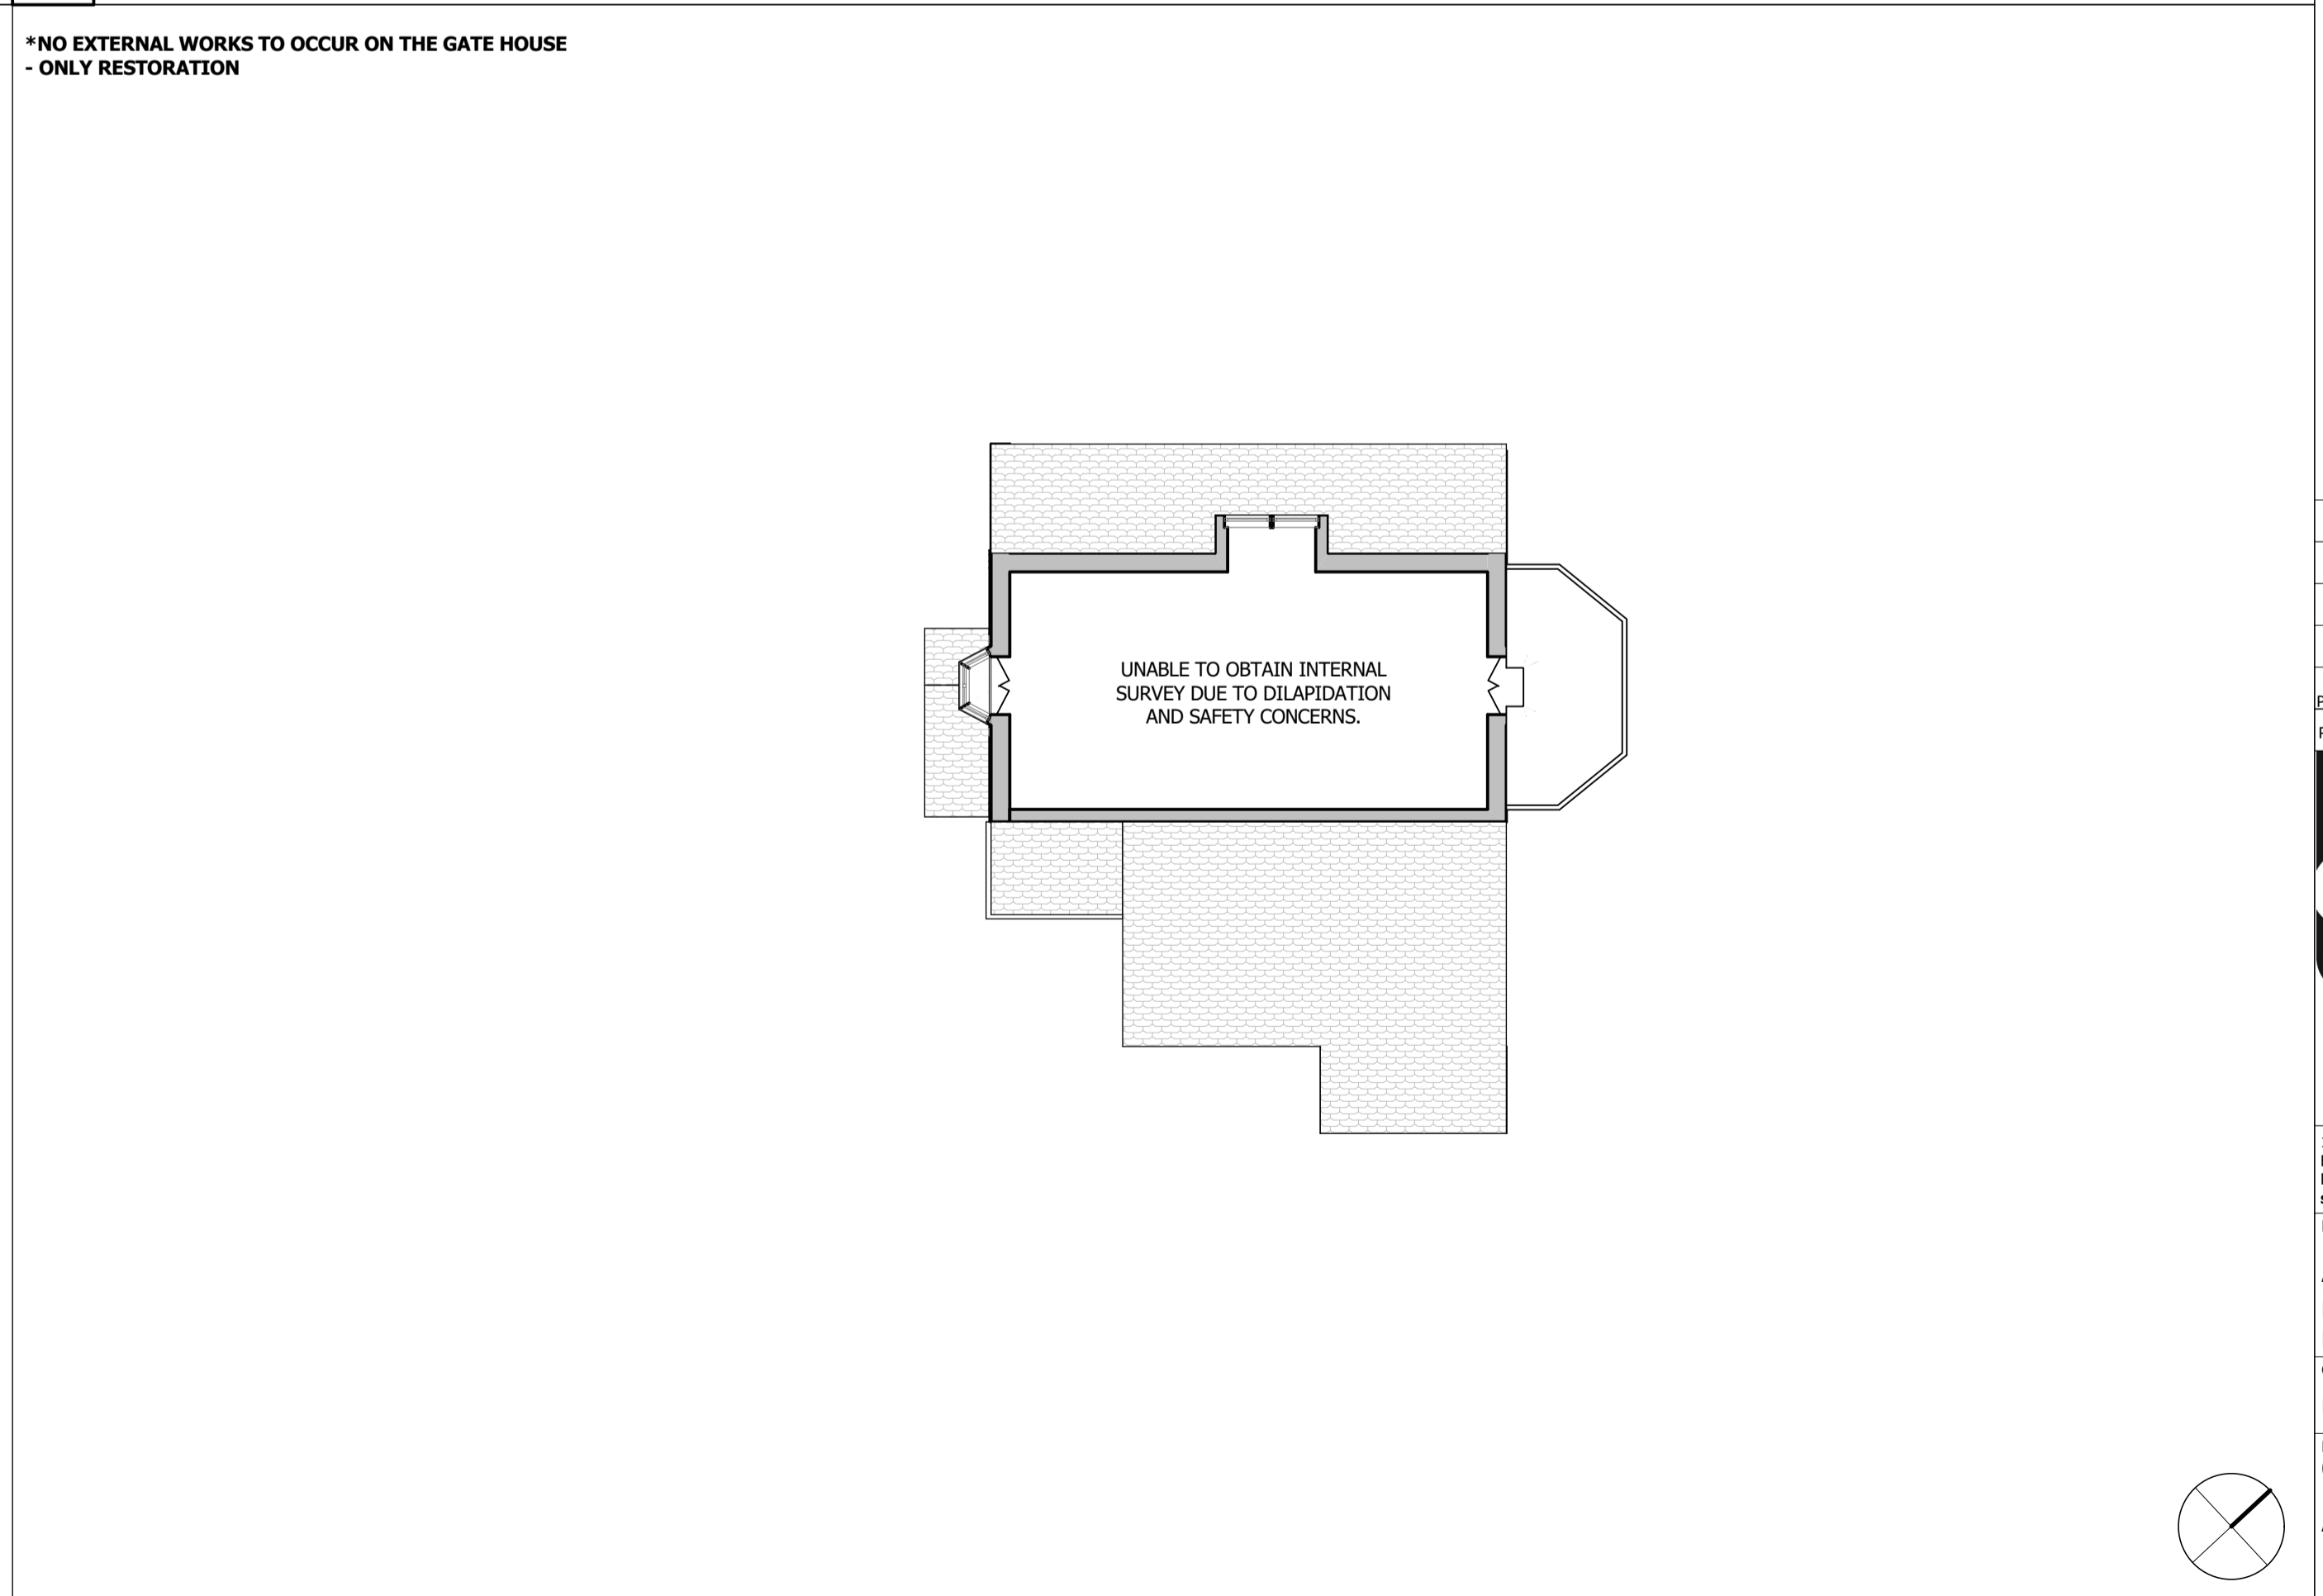 *NO EXTERNAL WORKS TO OCCUR ON THE GATE HOUSE
- ONLY RESTORATION
UNABLE TO OBTAIN INTERNAL
SURVEY DUE TO DILAPIDATION
AND SAFETY CONCERNS.